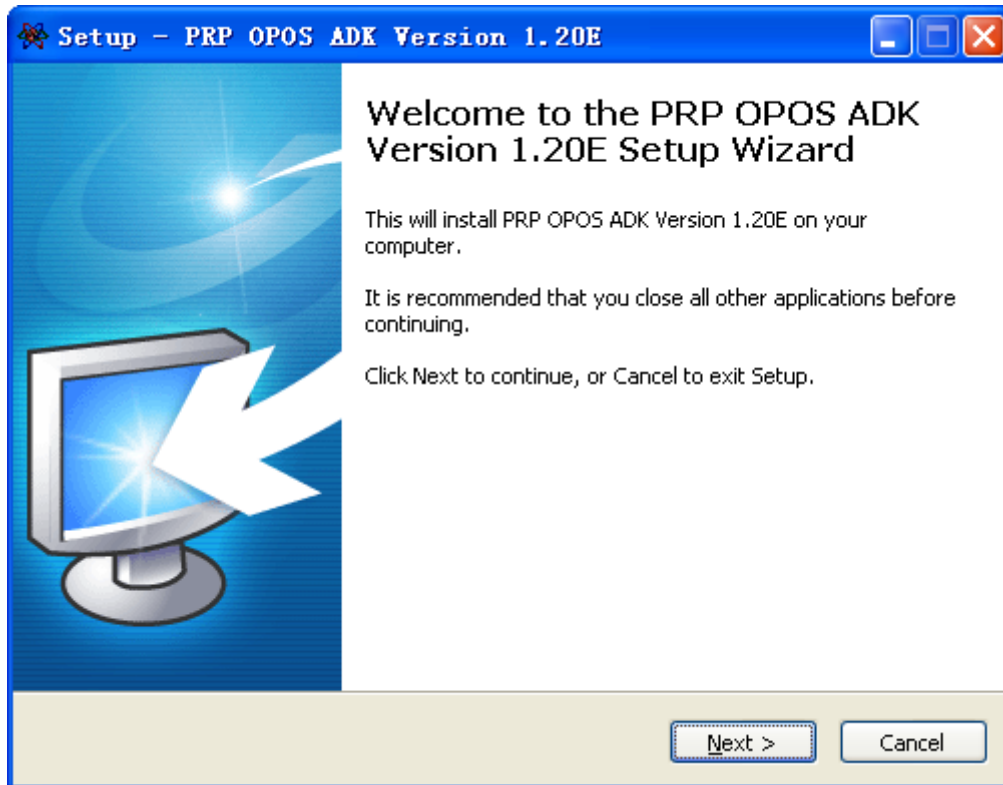 Setup - PRP OPOS ADK Version 1.20E
Welcome to the PRP OPOS ADK
Version 1.20E Setup Wizard
This will install PRP OPOS ADK Version 1.20E on your
computer.
It is recommended that you close all other applications before
continuing.
Click Next to continue, or Cancel to exit Setup.
Next >
Cancel